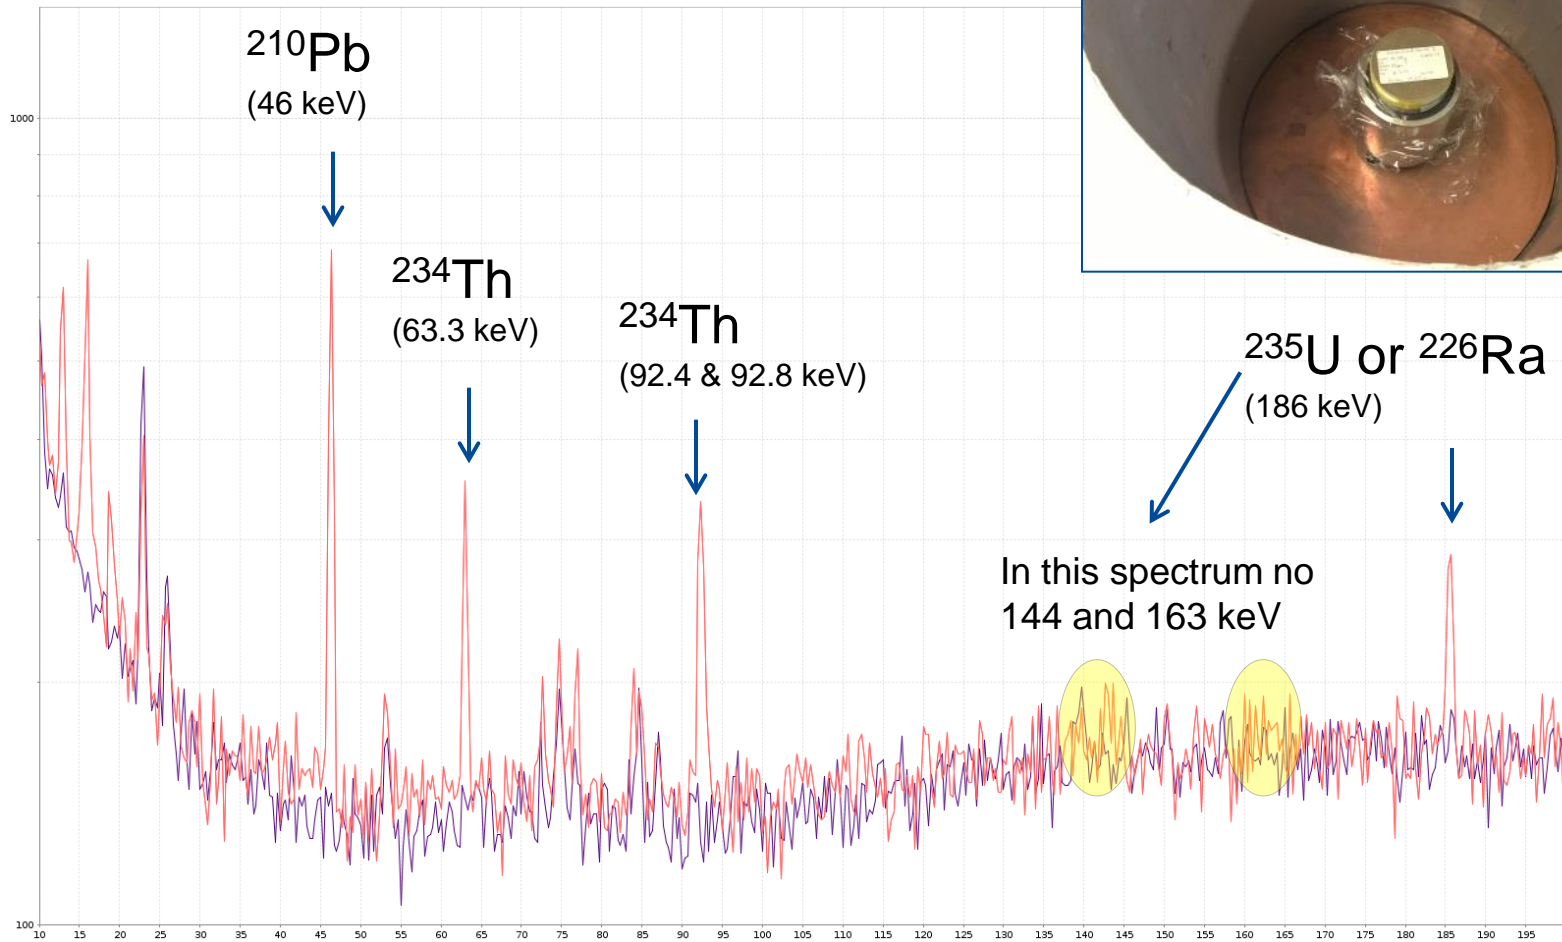 ²¹⁰Pb
(46 keV)
²³⁴Th
(63.3 keV)
²³⁴Th
(92.4 & 92.8 keV)
²³⁵U or ²²⁶Ra
(186 keV)
In this spectrum no
144 and 163 keV
1000
100
10 15 20 25 30 35 40 45 50 55 60 65 70 75 80 85 90 95 100 105 110 115 120 125 130 135 140 145 150 155 160 165 170 175 180 185 190 195